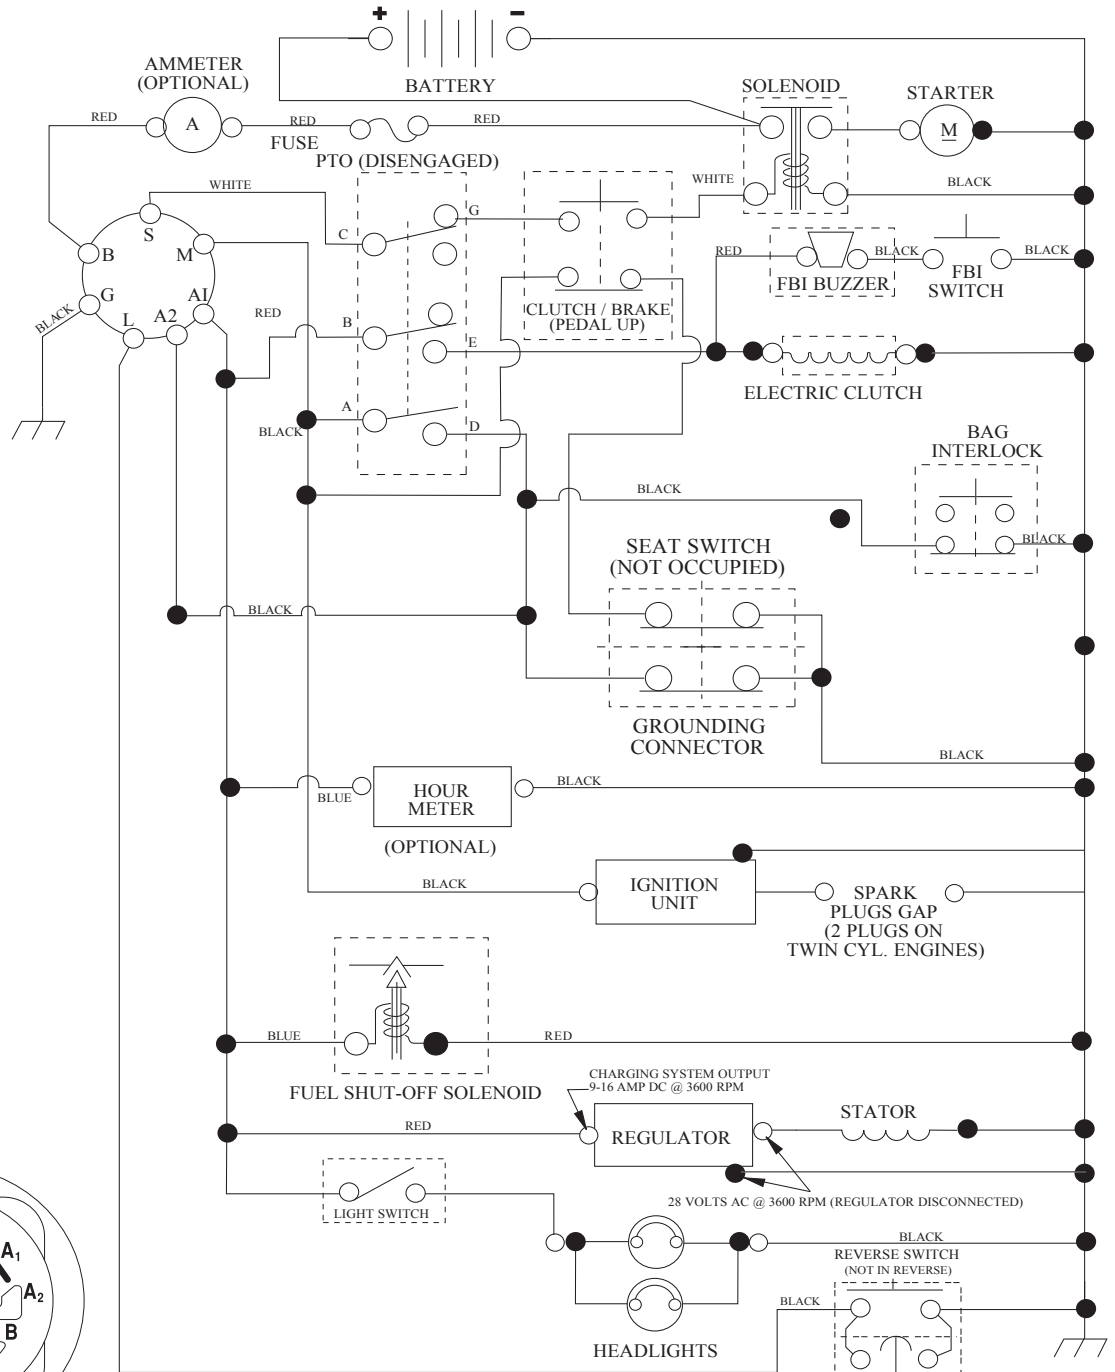 + -
BATTERY
AMMETER
(OPTIONAL)
SOLENOID
STARTER
RED
A
RED
FUSE
RED
M
PTO (DISENGAGED)
WHITE
WHITE
BLACK
S
G
C
B
M
RED
BLACK
BLACK
FBI BUZZER
FBI
SWITCH
G
A1
BLACK
L
A2
RED
CLUTCH / BRAKE
(PEDAL UP)
B
E
ELECTRIC CLUTCH
A
BLACK
D
BAG
INTERLOCK
BLACK
BLACK
SEAT SWITCH
(NOT OCCUPIED)
BLACK
GROUNDING
CONNECTOR
BLACK
BLACK
BLUE
HOUR
METER
(OPTIONAL)
BLACK
IGNITION
UNIT
SPARK
PLUGS GAP
(2 PLUGS ON
TWIN CYL. ENGINES)
BLUE
RED
FUEL SHUT-OFF SOLENOID
CHARGING SYSTEM OUTPUT
9-16 AMP DC @ 3600 RPM
RED
REGULATOR
STATOR
28 VOLTS AC @ 3600 RPM (REGULATOR DISCONNECTED)
LIGHT SWITCH
BLACK
REVERSE SWITCH
(NOT IN REVERSE)
BLACK
HEADLIGHTS
A1
A2
B